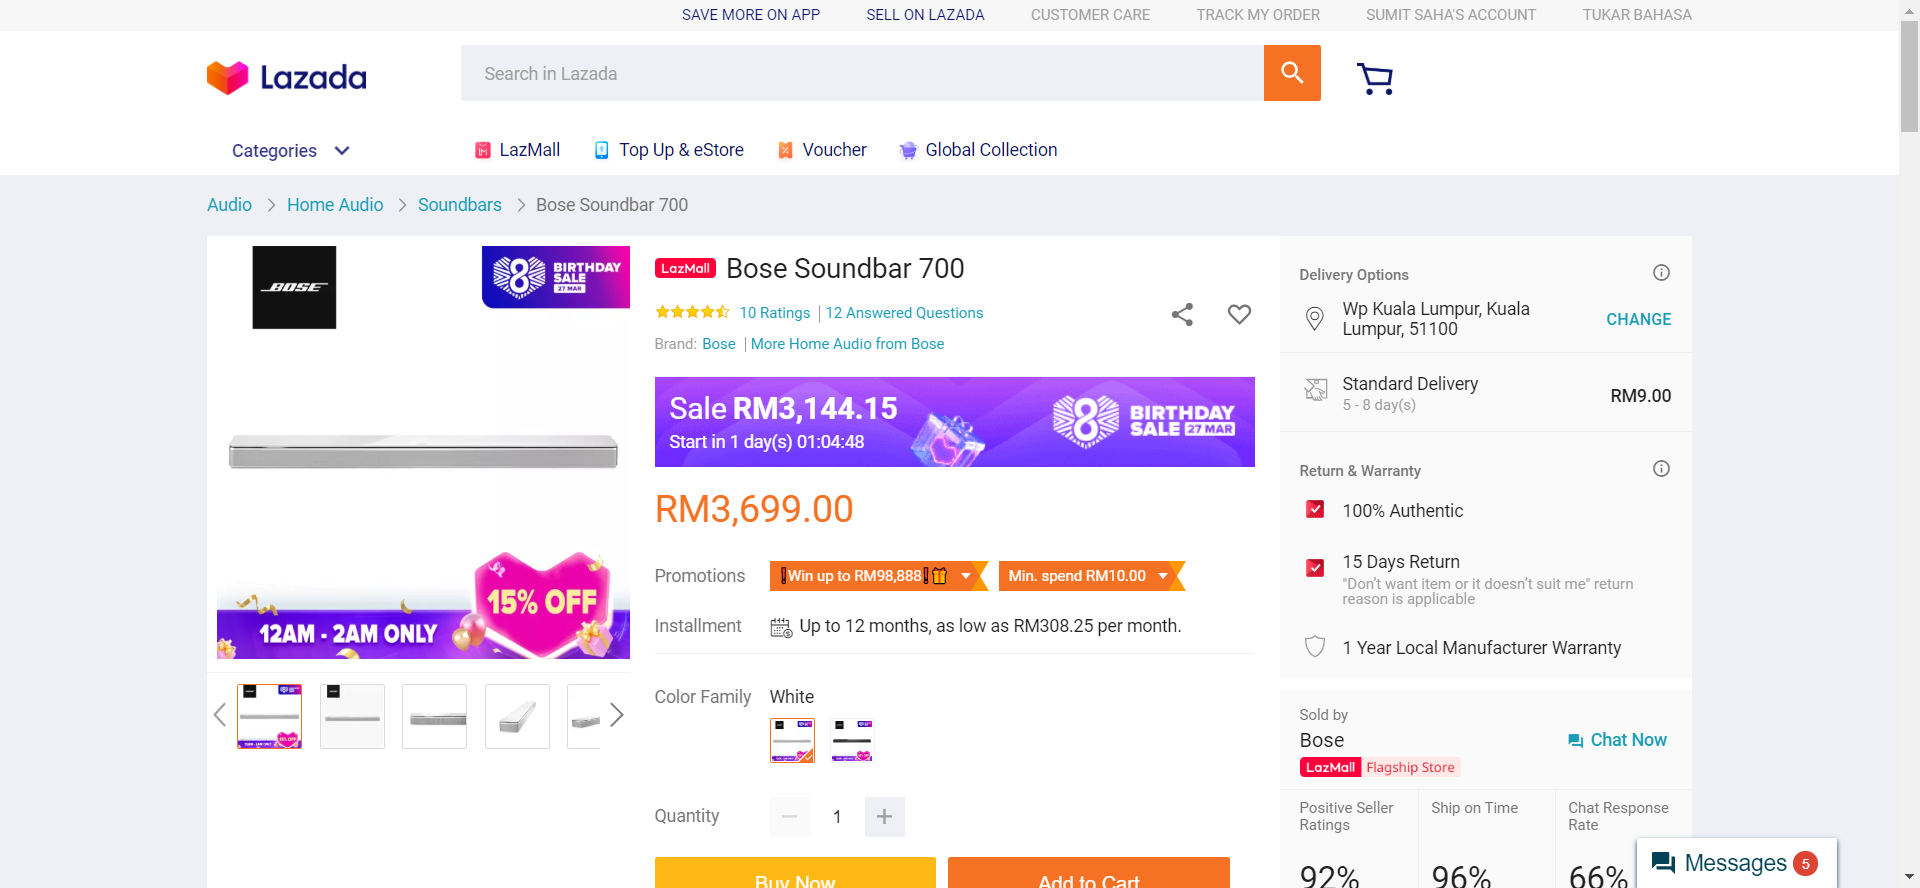 SAVE MORE ON APP
SELL ON LAZADA
CUSTOMER CARE
TRACK MY ORDER
SUMIT SAHA'S ACCOUNT
TUKAR BAHASA
Lazada
Search in Lazada
Categories
LazMall
Top Up & eStore
Voucher
Global Collection
Audio
Home Audio
Soundbars
Bose Soundbar 700
BOSE
8 BIRTHDAY
SALE 27 MAR
15% OFF
12AM - 2AM ONLY
LazMall Bose Soundbar 700
10 Ratings
12 Answered Questions
Brand: Bose
More Home Audio from Bose
Sale RM3,144.15
Start in 1 day(s) 01:04:48
8 BIRTHDAY
SALE 27 MAR
RM3,699.00
Promotions
Win up to RM98,888
Min. spend RM10.00
Installment
Up to 12 months, as low as RM308.25 per month.
Color Family
White
Quantity
1
Buy Now
Add to Cart
Delivery Options
Wp Kuala Lumpur, Kuala
Lumpur, 51100
CHANGE
Standard Delivery
5 - 8 day(s)
RM9.00
Return & Warranty
100% Authentic
15 Days Return
"Don’t want item or it doesn’t suit me" return
reason is applicable
1 Year Local Manufacturer Warranty
Sold by
Bose
Chat Now
LazMall Flagship Store
Positive Seller
Ratings
92%
Ship on Time
96%
Chat Response
Rate
66%
Messages 5